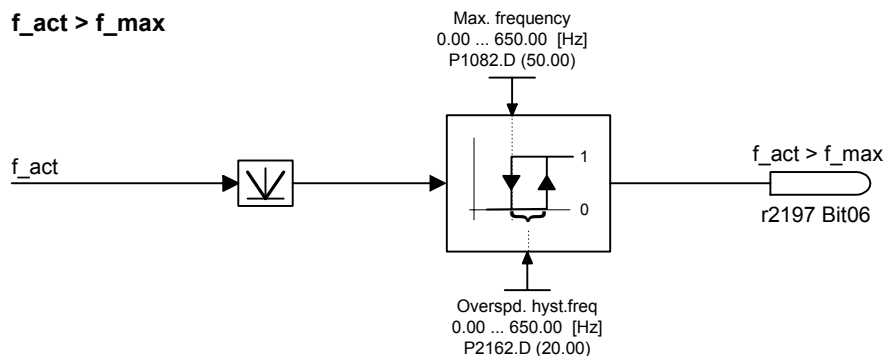 f_act > f_max
Max. frequency
0.00 ... 650.00 [Hz]
P1082.D (50.00)
f_act
1
0
f_act > f_max
r2197 Bit06
Overspd. hyst.freq
0.00 ... 650.00 [Hz]
P2162.D (20.00)